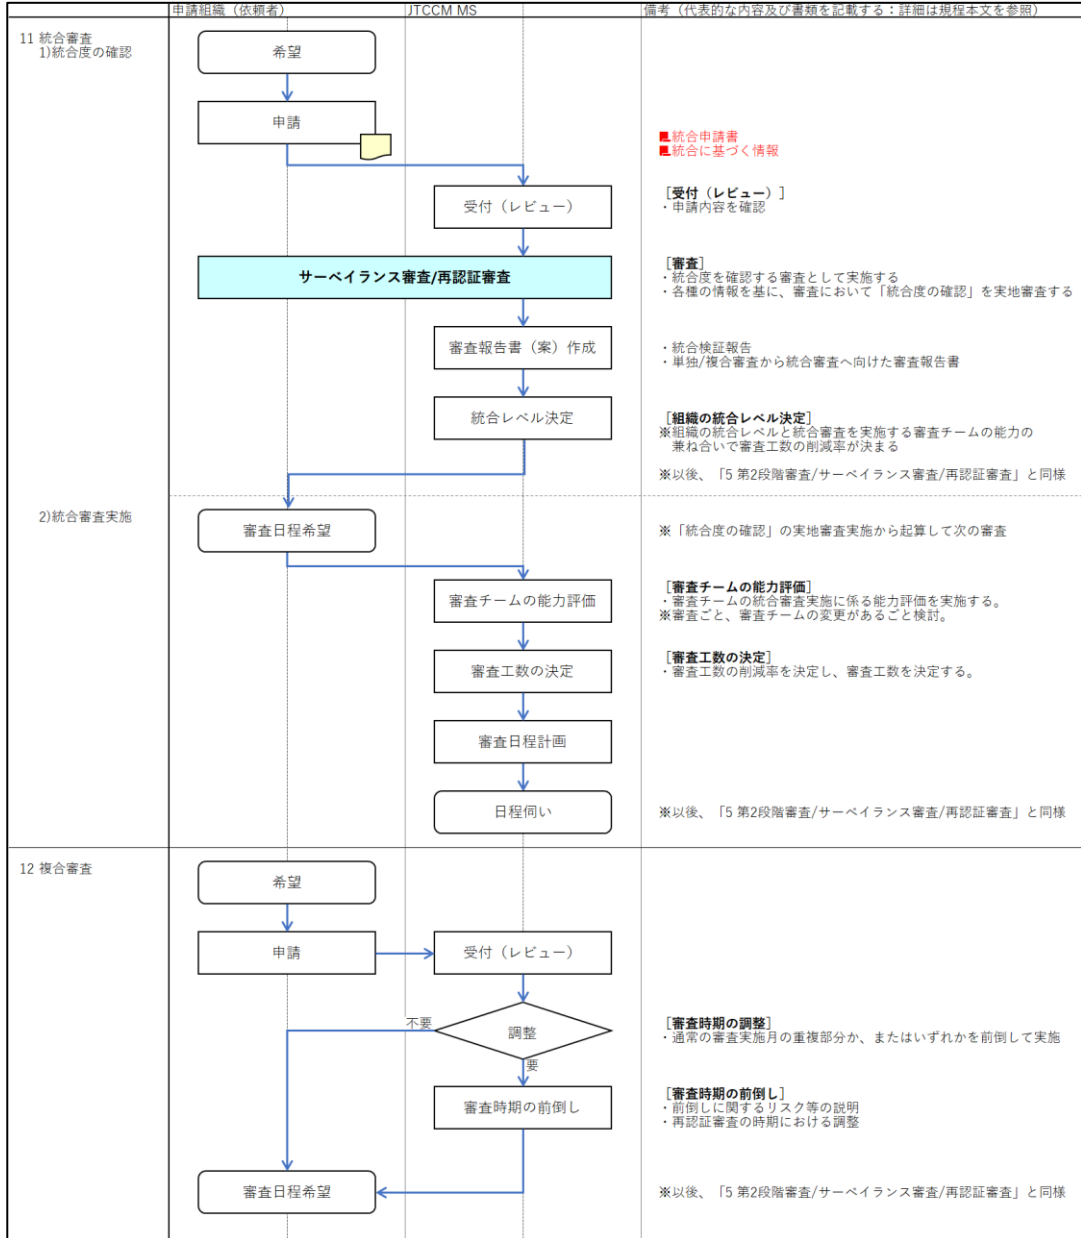 申請組織（依頼者）
JTCCM MS
備考（代表的な内容及び書類を記載する：詳細は規程本文を参照）
11 統合審査
1)統合度の確認
希望
申請
■統合申請書
■統合に基づく情報
受付（レビュー）
［受付（レビュー）］
・申請内容を確認
サーベイランス審査/再認証審査
［審査］
・統合度を確認する審査として実施する
・各種の情報を基に、審査において「統合度の確認」を実地審査する
審査報告書（案）作成
・統合検証報告
・単独/複合審査から統合審査へ向けた審査報告書
統合レベル決定
［組織の統合レベル決定］
※組織の統合レベルと統合審査を実施する審査チームの能力の
兼ね合いで審査工数の削減率が決まる
※以後、「5 第2段階審査/サーベイランス審査/再認証審査」と同様
2)統合審査実施
審査日程希望
※「統合度の確認」の実地審査実施から起算して次の審査
審査チームの能力評価
［審査チームの能力評価］
・審査チームの統合審査実施に係る能力評価を実施する。
※審査ごと、審査チームの変更があるごと検討。
審査工数の決定
［審査工数の決定］
・審査工数の削減率を決定し、審査工数を決定する。
審査日程計画
日程伺い
※以後、「5 第2段階審査/サーベイランス審査/再認証審査」と同様
12 複合審査
希望
申請
受付（レビュー）
不要
調整
［審査時期の調整］
・通常の審査実施月の重複部分か、またはいずれかを前倒して実施
要
審査時期の前倒し
［審査時期の前倒し］
・前倒しに関するリスク等の説明
・再認証審査の時期における調整
審査日程希望
※以後、「5 第2段階審査/サーベイランス審査/再認証審査」と同様